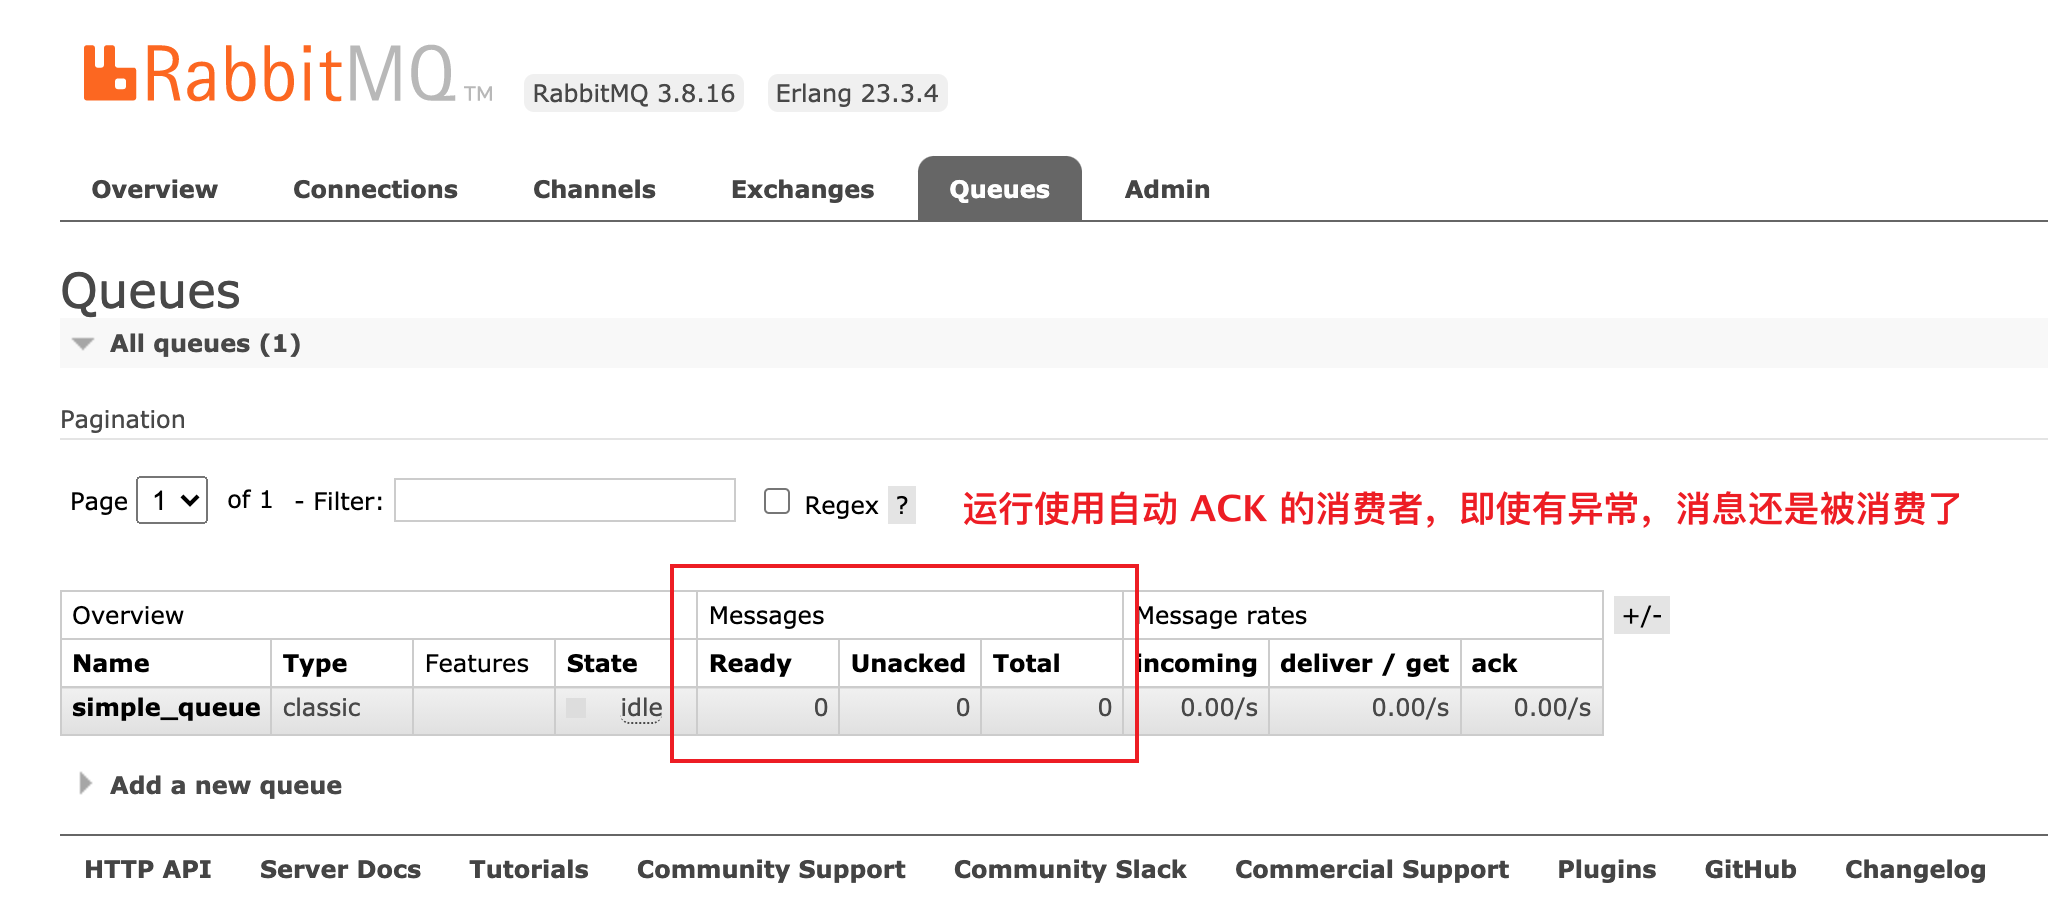 RabbitMQ TM RabbitMQ 3.8.16 Erlang 23.3.4
Overview Connections Channels Exchanges Queues Admin
Queues
All queues (1)
Pagination
Page 1 of 1 - Filter: Regex ? 运行使用自动 ACK 的消费者，即使有异常，消息还是被消费了
Overview Messages Message rates +/-
Name Type Features State Ready Unacked Total incoming deliver / get ack
simple_queue classic idle 0 0 0 0.00/s 0.00/s 0.00/s
Add a new queue
HTTP API Server Docs Tutorials Community Support Community Slack Commercial Support Plugins GitHub Changelog